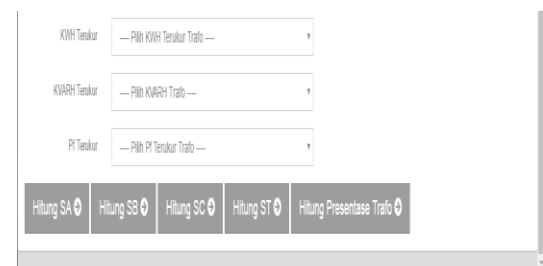 KWH Terukur
---- Pilih KWH Terukur Trafo ----
KVARH Terukur
---- Pilih KVARH Trafo ----
Pf Terukur
---- Pilih Pf Terukur Trafo ----
Hitung SA Hitung SB Hitung SC Hitung ST Hitung Presentase Trafo